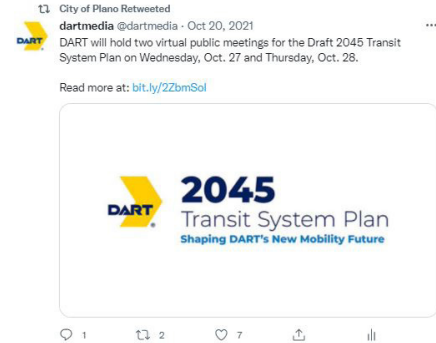 City of Plano Retweeted
dartmedia @dartmedia · Oct 20, 2021
DART will hold two virtual public meetings for the Draft 2045 Transit
System Plan on Wednesday, Oct. 27 and Thursday, Oct. 28.
Read more at: bit.ly/2ZbmSoI
DART
DART
2045
Transit System Plan
Shaping DART's New Mobility Future
1 2 7